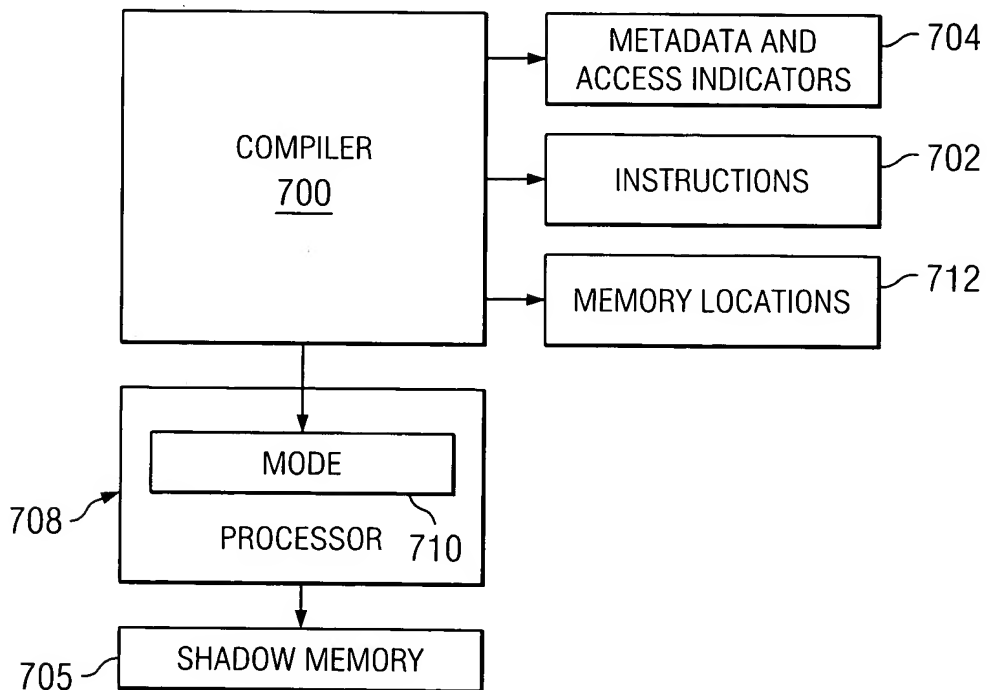 METADATA AND
ACCESS INDICATORS
704
COMPILER
700
INSTRUCTIONS
702
MEMORY LOCATIONS
712
MODE
710
PROCESSOR
708
SHADOW MEMORY
705